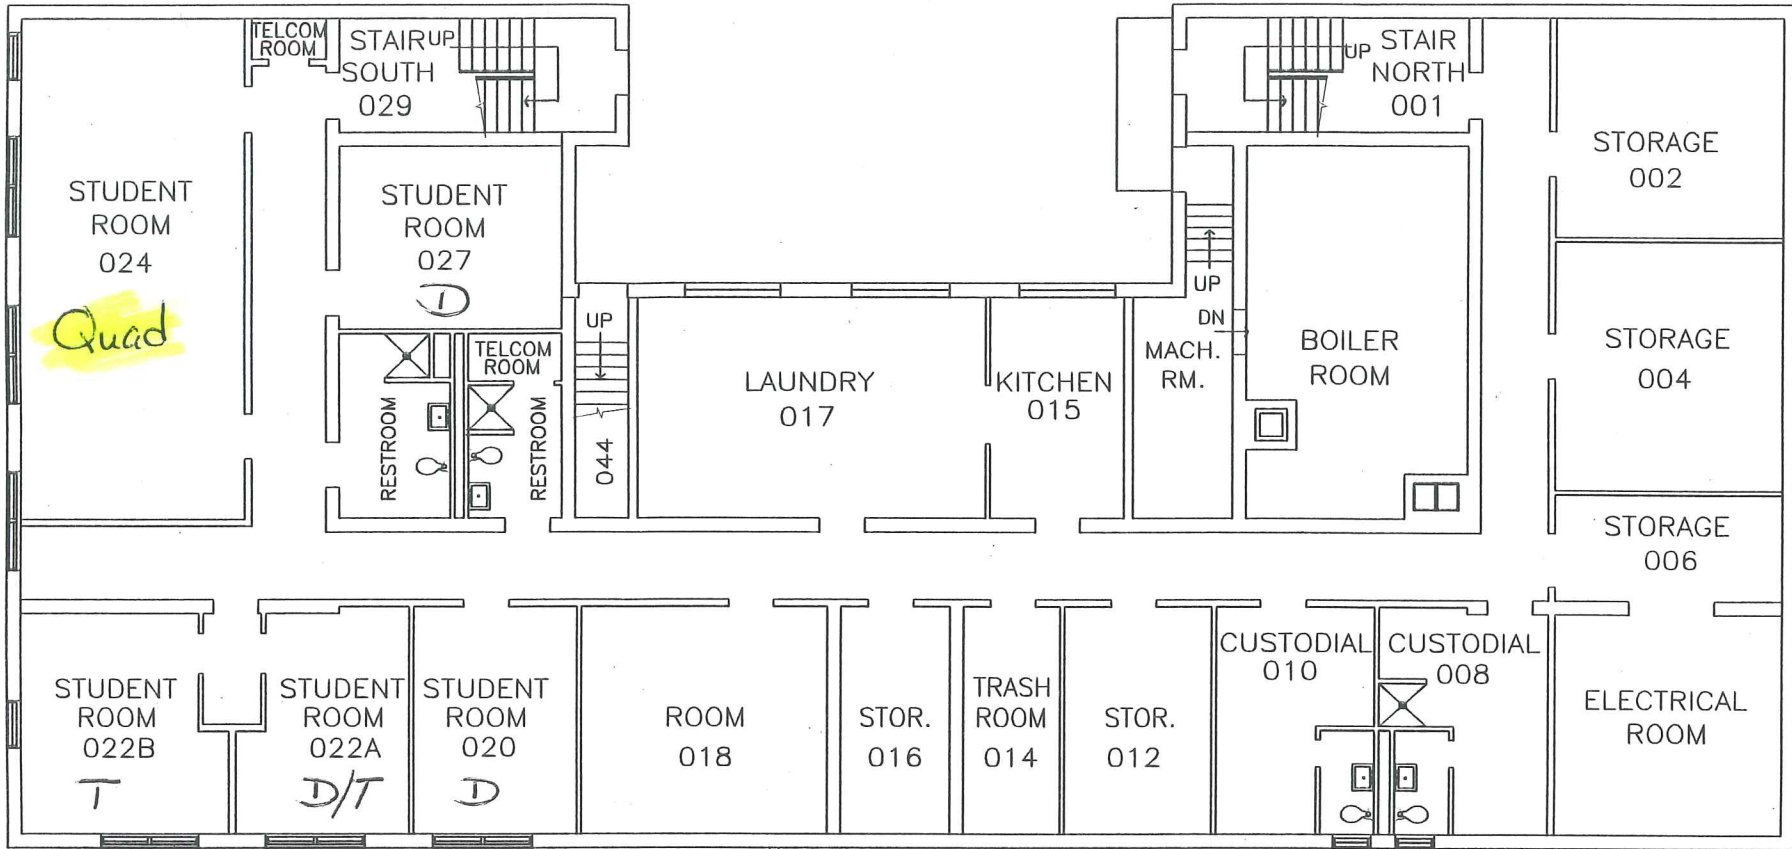 TELCOM
ROOM
STAIR
SOUTH
029
UP
UP
STAIR
NORTH
001
STORAGE
002
STUDENT
ROOM
024
Quad
STUDENT
ROOM
027
D
UP
DN
MACH.
RM.
BOILER
ROOM
STORAGE
004
RESTROOM
TELCOM
ROOM
RESTROOM
UP
044
LAUNDRY
017
KITCHEN
015
STORAGE
006
STUDENT
ROOM
022B
T
STUDENT
ROOM
022A
D/T
STUDENT
ROOM
020
D
ROOM
018
STOR.
016
TRASH
ROOM
014
STOR.
012
CUSTODIAL
010
CUSTODIAL
008
ELECTRICAL
ROOM